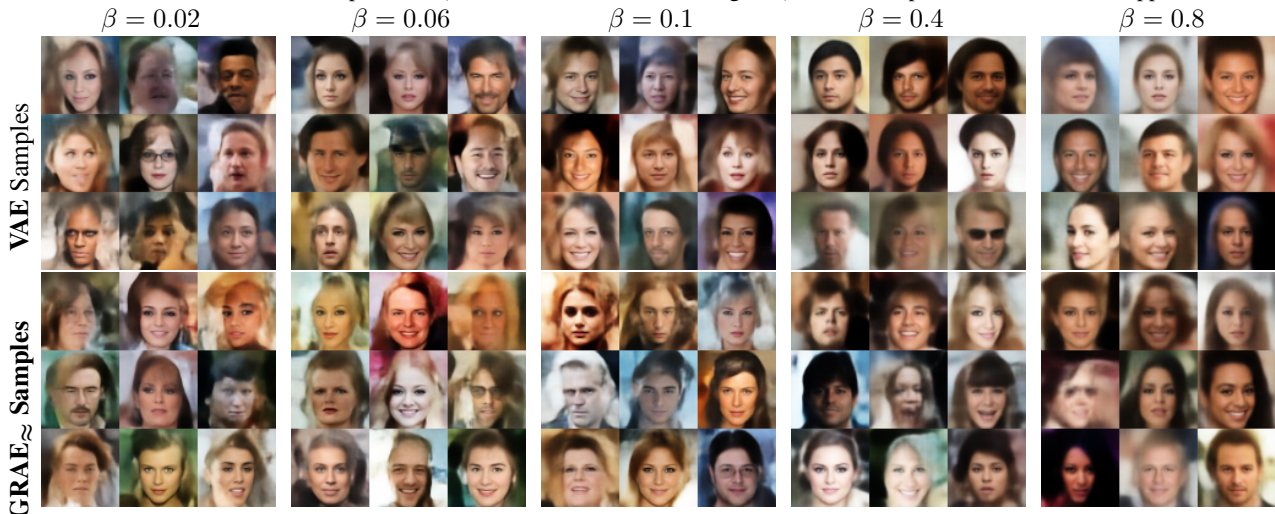 β = 0.02 β = 0.06 β = 0.1 β = 0.4 β = 0.8
VAE Samples
GRAE≈ Samples